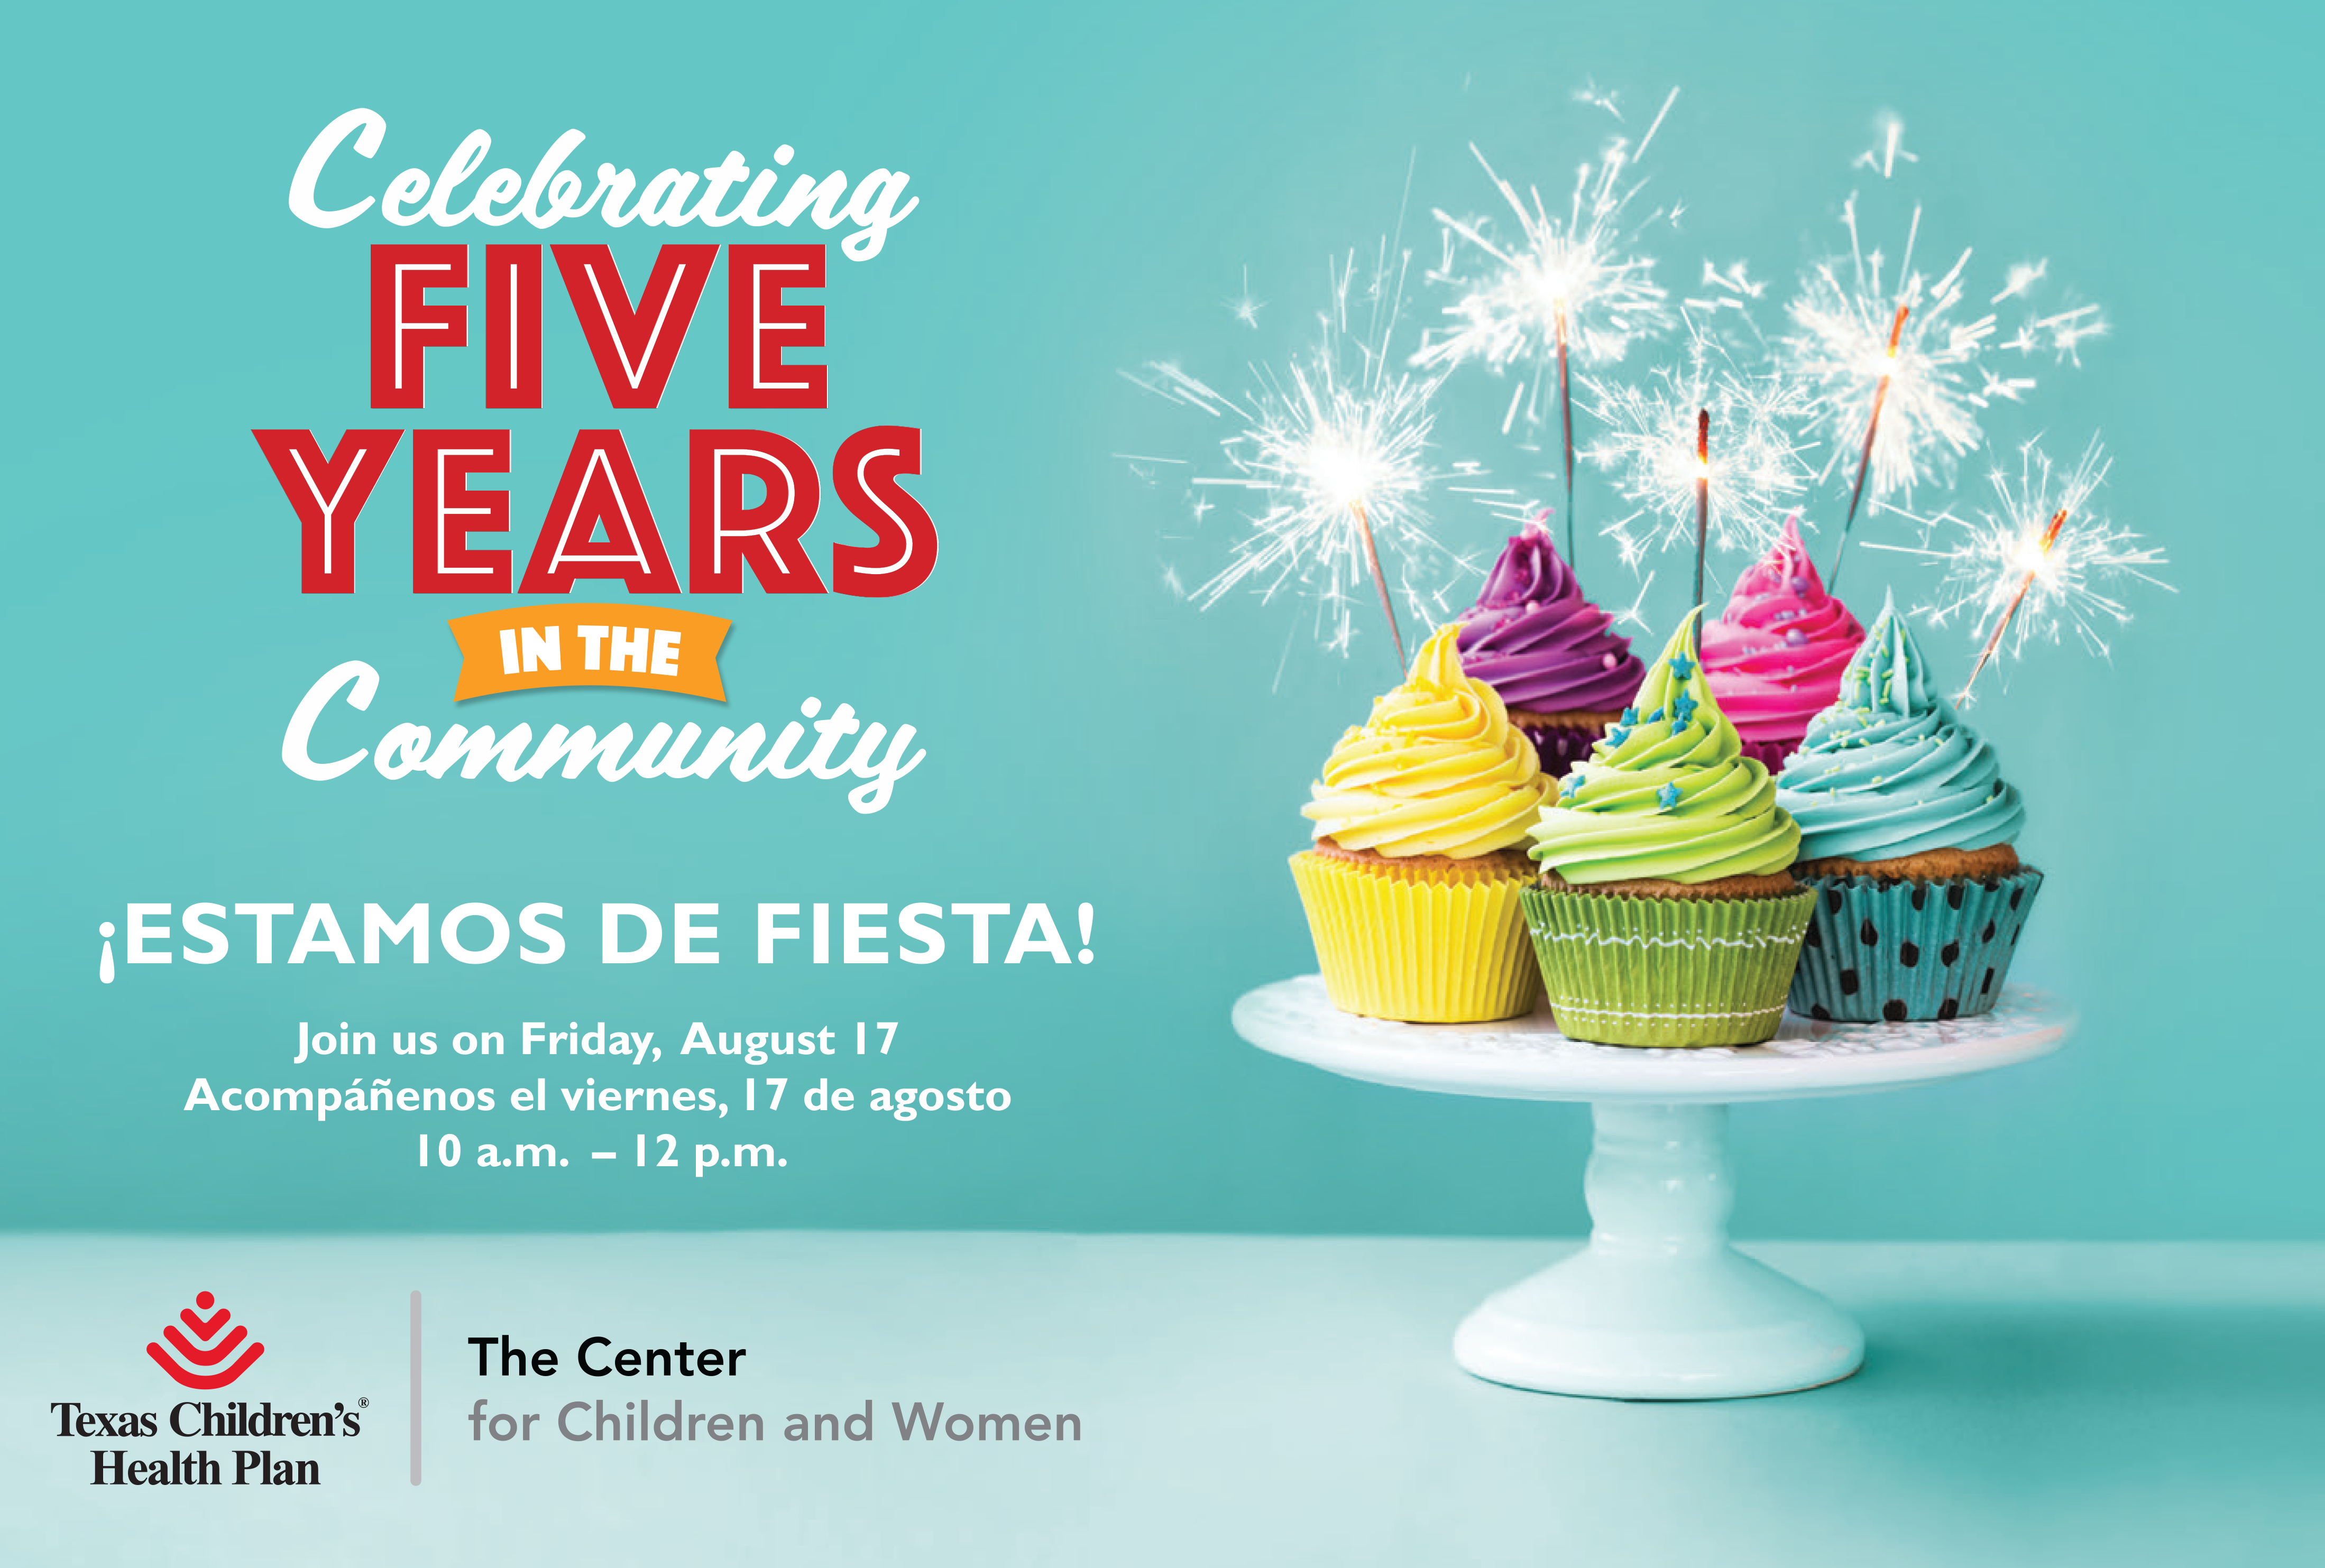 Celebrating
FIVE
YEARS
IN THE
Community
¡ESTAMOS DE FIESTA!
Join us on Friday, August 17
Acompáñenos el viernes, 17 de agosto
10 a.m. – 12 p.m.
Texas Children's®
Health Plan
The Center
for Children and Women